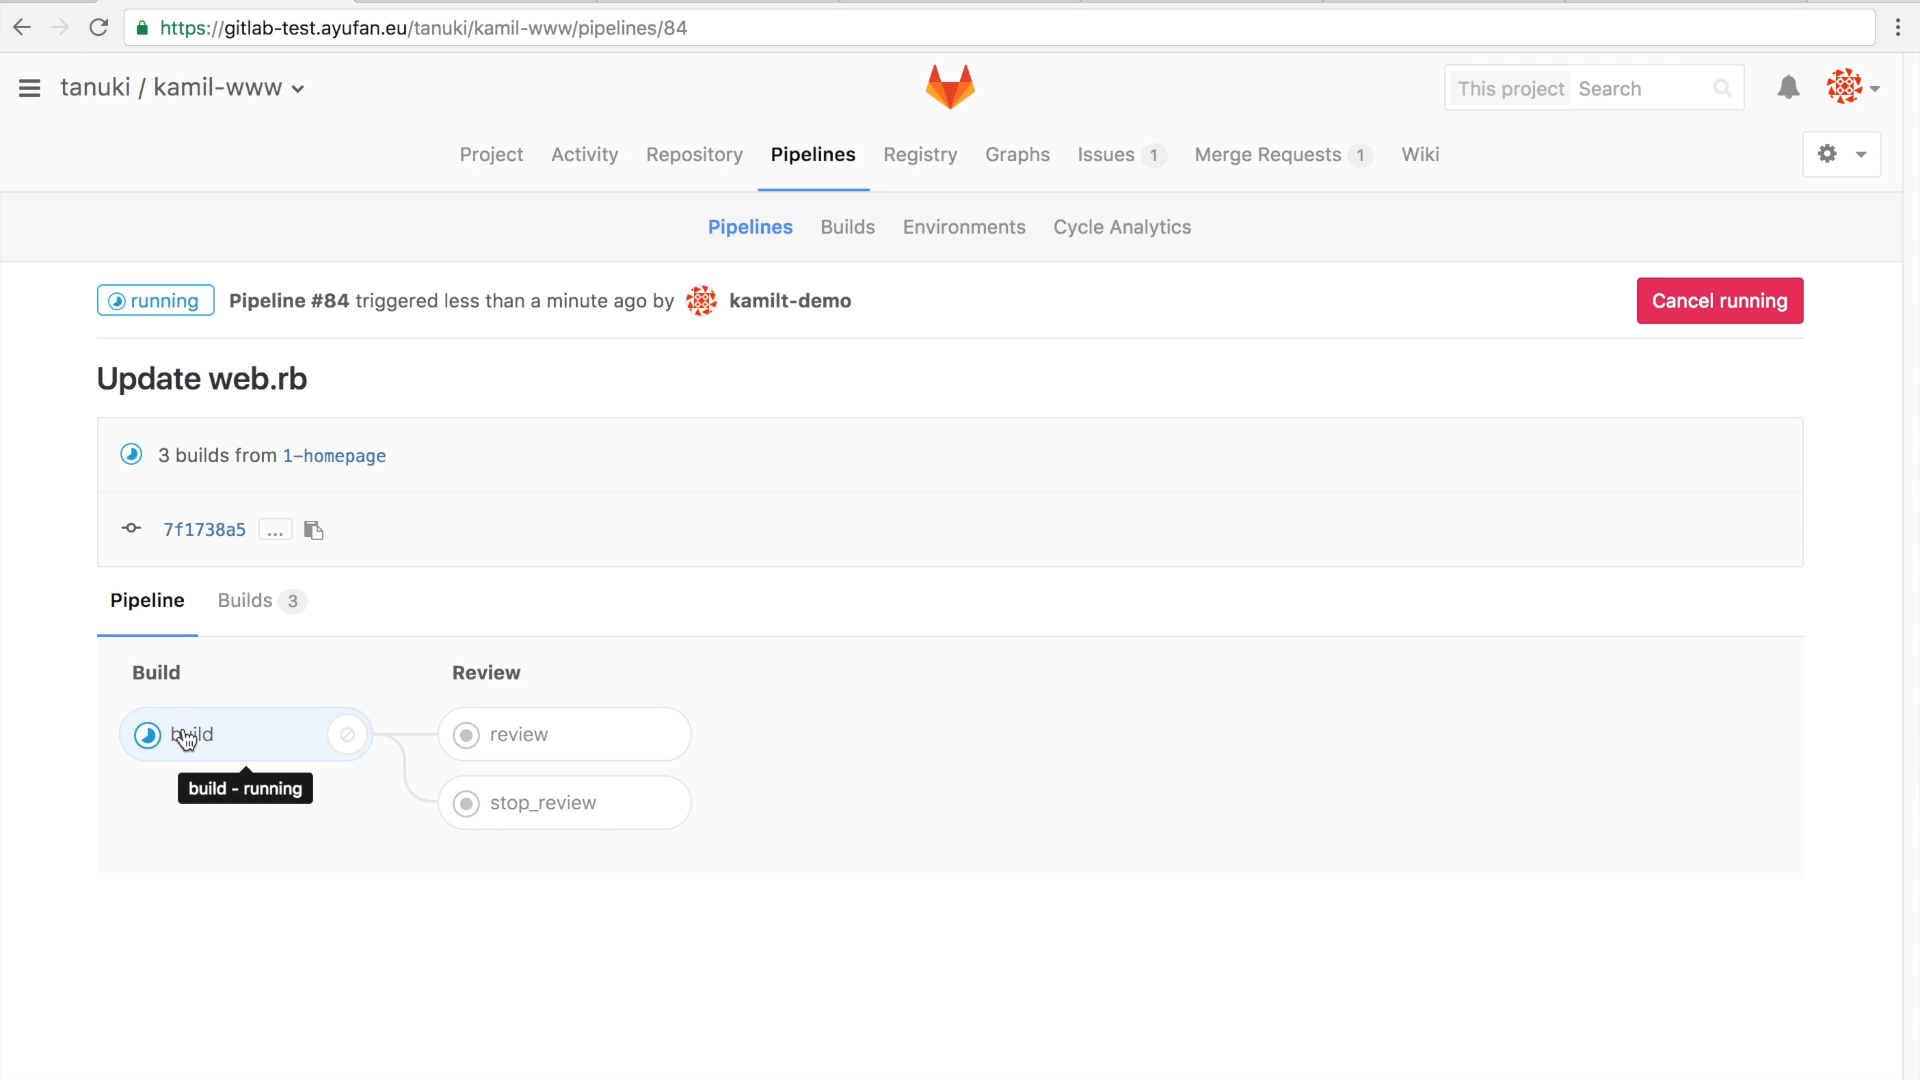 https://gitlab-test.ayufan.eu/tanuki/kamil-www/pipelines/84
tanuki / kamil-www
This project Search
Project Activity Repository Pipelines Registry Graphs Issues 1 Merge Requests 1 Wiki
Pipelines Builds Environments Cycle Analytics
running Pipeline #84 triggered less than a minute ago by kamilt-demo
Cancel running
Update web.rb
3 builds from 1-homepage
7f1738a5 ...
Pipeline Builds 3
Build Review
build review
build - running
stop_review